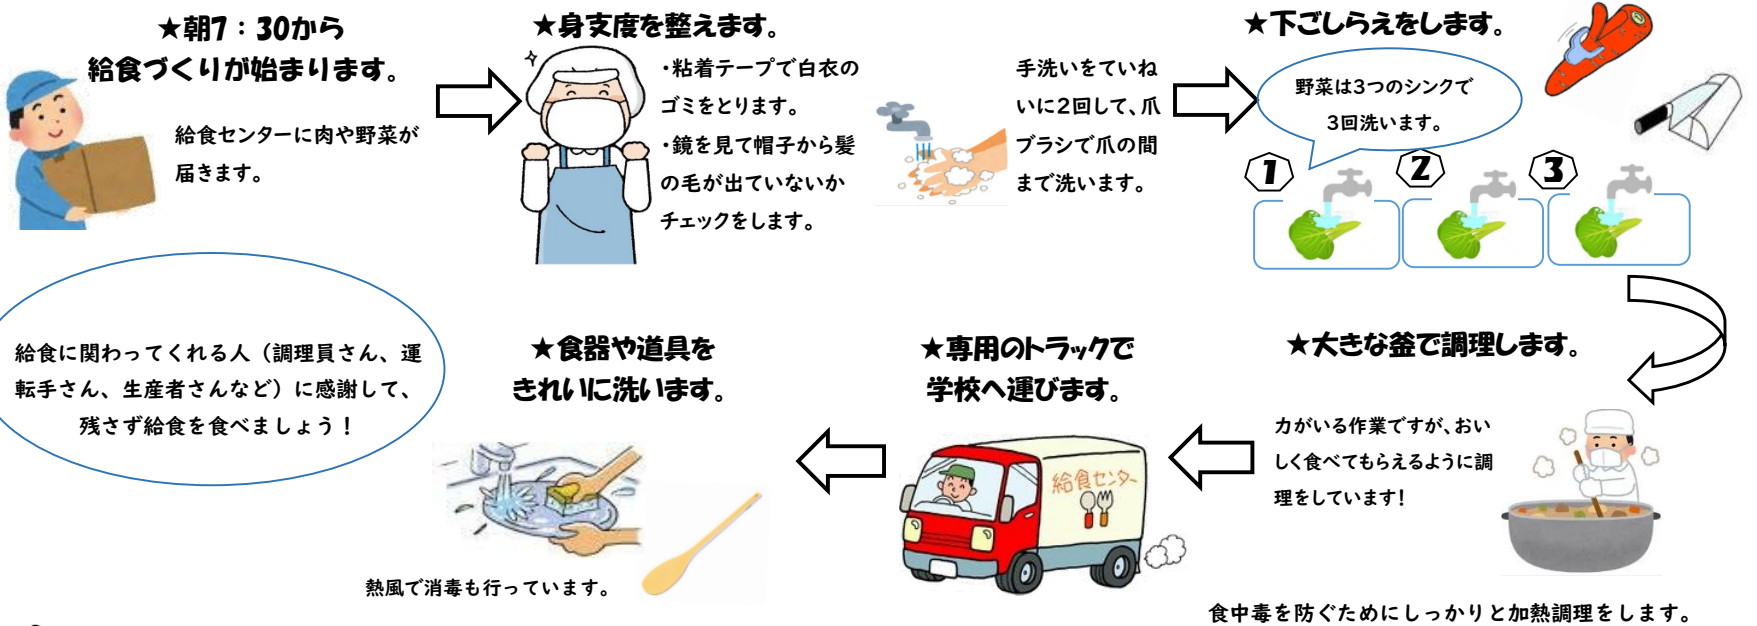 ★朝7：30から
給食づくりが始まります。
給食センターに肉や野菜が
届きます。
★身支度を整えます。
・粘着テープで白衣の
ゴミをとります。
・鏡を見て帽子から髪
の毛が出ていないか
チェックをします。
手洗いをていね
いに2回して、爪
ブラシで爪の間
まで洗います。
★下ごしらえをします。
野菜は3つのシンクで
3回洗います。
1
2
3
★大きな釜で調理します。
力がいる作業ですが、おい
しく食べてもらえるように調
理をしています！
食中毒を防ぐためにしっかりと加熱調理をします。
★専用のトラックで
学校へ運びます。
給食センター
★食器や道具を
きれいに洗います。
熱風で消毒も行っています。
給食に関わってくれる人（調理員さん、運
転手さん、生産者さんなど）に感謝して、
残さず給食を食べましょう！